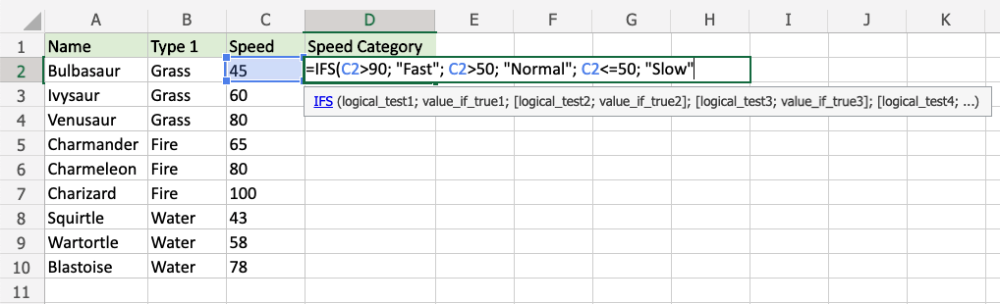 A B C D E F G H I J K
1 Name Type 1 Speed Speed Category
2 Bulbasaur Grass 45 =IFS(C2>90; "Fast"; C2>50; "Normal"; C2<=50; "Slow"
3 Ivysaur Grass 60
IFS (logical_test1; value_if_true1; [logical_test2; value_if_true2]; [logical_test3; value_if_true3]; [logical_test4; ...)
4 Venusaur Grass 80
5 Charmander Fire 65
6 Charmeleon Fire 80
7 Charizard Fire 100
8 Squirtle Water 43
9 Wartortle Water 58
10 Blastoise Water 78
11